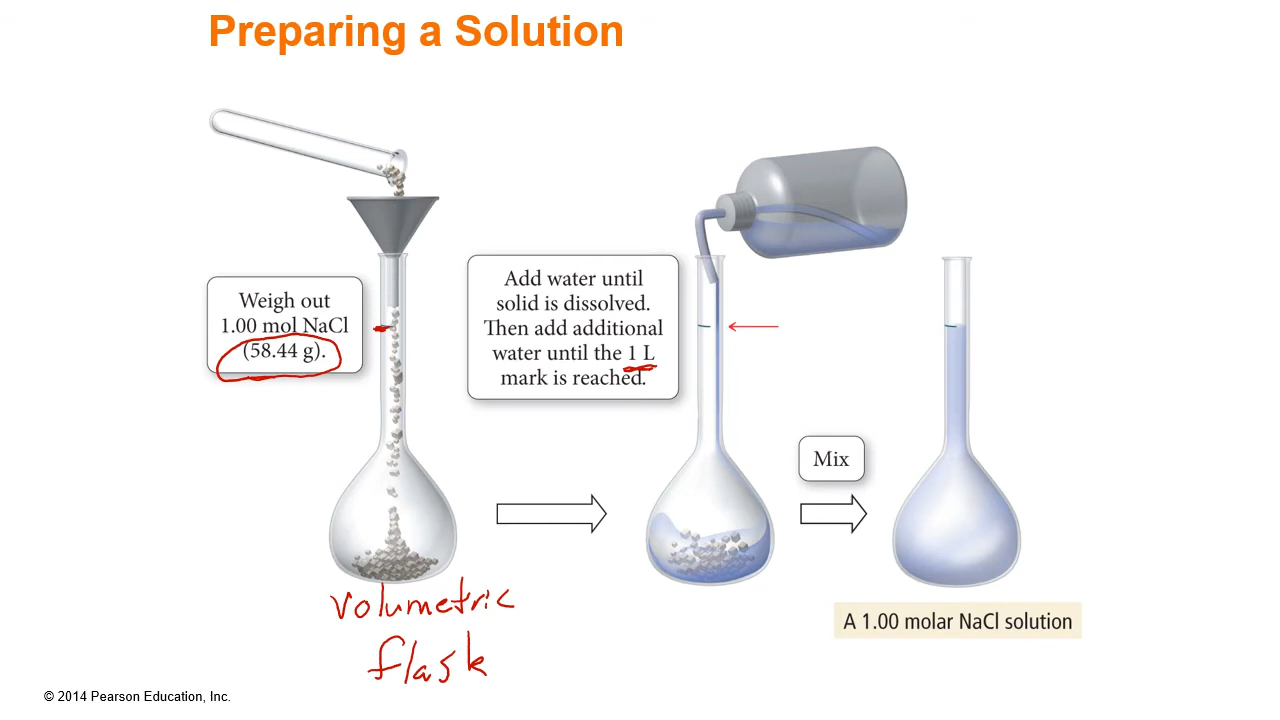 Preparing a Solution
Weigh out
1.00 mol NaCl
(58.44 g).
Add water until
solid is dissolved.
Then add additional
water until the 1 L
mark is reached.
Mix
volumetric
flask
A 1.00 molar NaCl solution
© 2014 Pearson Education, Inc.